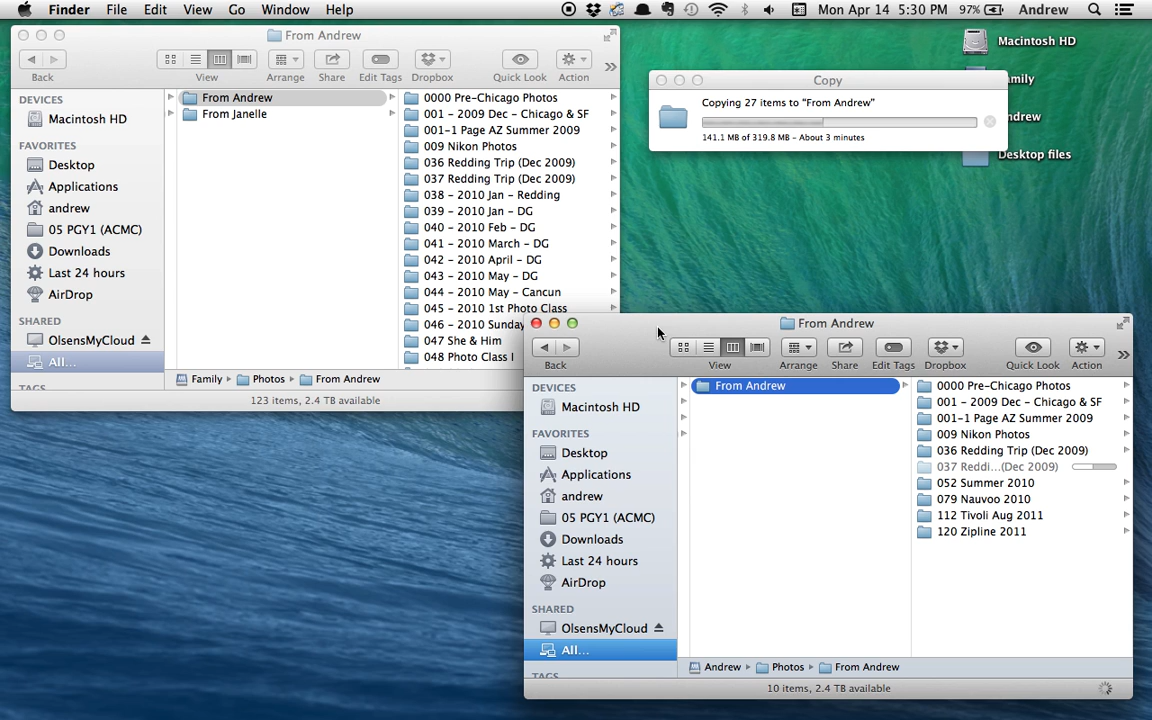 Finder File Edit View Go Window Help Mon Apr 14 5:30 PM 97% Andrew
From Andrew
Back View Arrange Share Edit Tags Dropbox Quick Look Action
DEVICES
Macintosh HD
FAVORITES
Desktop
Applications
andrew
05 PGY1 (ACMC)
Downloads
Last 24 hours
AirDrop
SHARED
OlsensMyCloud
All...
TAGS
From Andrew
From Janelle
0000 Pre-Chicago Photos
001 - 2009 Dec - Chicago & SF
001-1 Page AZ Summer 2009
009 Nikon Photos
036 Redding Trip (Dec 2009)
037 Redding Trip (Dec 2009)
038 - 2010 Jan - Redding
039 - 2010 Jan - DG
040 - 2010 Feb - DG
041 - 2010 March - DG
042 - 2010 April - DG
043 - 2010 May - DG
044 - 2010 May - Cancun
045 - 2010 1st Photo Class
046 - 2010 Sunday
047 She & Him
048 Photo Class I
Family Photos From Andrew
123 items, 2.4 TB available
Copy
Copying 27 items to "From Andrew"
141.1 MB of 319.8 MB - About 3 minutes
Macintosh HD
amily
ndrew
Desktop files
From Andrew
Back View Arrange Share Edit Tags Dropbox Quick Look Action
DEVICES
Macintosh HD
FAVORITES
Desktop
Applications
andrew
05 PGY1 (ACMC)
Downloads
Last 24 hours
AirDrop
SHARED
OlsensMyCloud
All...
TAGS
From Andrew
0000 Pre-Chicago Photos
001 - 2009 Dec - Chicago & SF
001-1 Page AZ Summer 2009
009 Nikon Photos
036 Redding Trip (Dec 2009)
037 Reddi...(Dec 2009)
052 Summer 2010
079 Nauvoo 2010
112 Tivoli Aug 2011
120 Zipline 2011
Andrew Photos From Andrew
10 items, 2.4 TB available